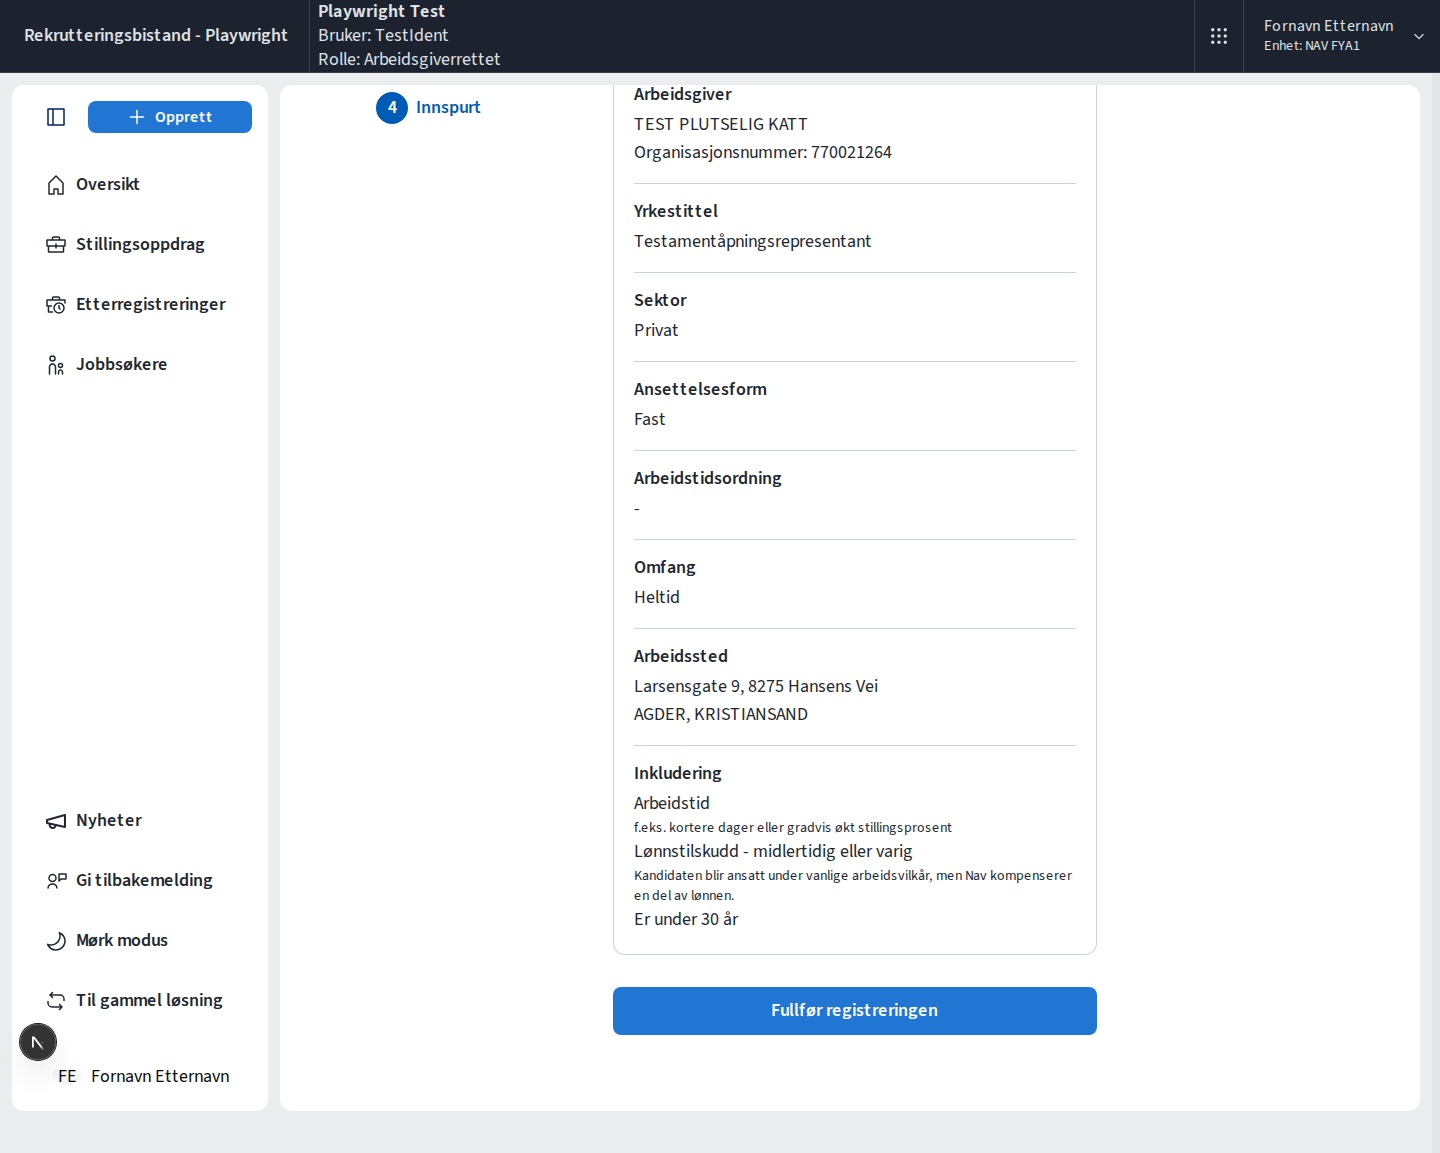 Rekrutteringsbistand - Playwright
Playwright Test
Bruker: TestIdent
Rolle: Arbeidsgiverrettet
Fornavn Etternavn
Enhet: NAV FYA1
Opprett
Oversikt
Stillingsoppdrag
Etterregistreringer
Jobbsøkere
Nyheter
Gi tilbakemelding
Mørk modus
Til gammel løsning
N
FE Fornavn Etternavn
4 Innspurt
Arbeidsgiver
TEST PLUTSELIG KATT
Organisasjonsnummer: 770021264
Yrkestittel
Testamentåpningsrepresentant
Sektor
Privat
Ansettelsesform
Fast
Arbeidstidsordning
-
Omfang
Heltid
Arbeidssted
Larsensgate 9, 8275 Hansens Vei
AGDER, KRISTIANSAND
Inkludering
Arbeidstid
f.eks. kortere dager eller gradvis økt stillingsprosent
Lønnstilskudd - midlertidig eller varig
Kandidaten blir ansatt under vanlige arbeidsvilkår, men Nav kompenserer
en del av lønnen.
Er under 30 år
Fullfør registreringen